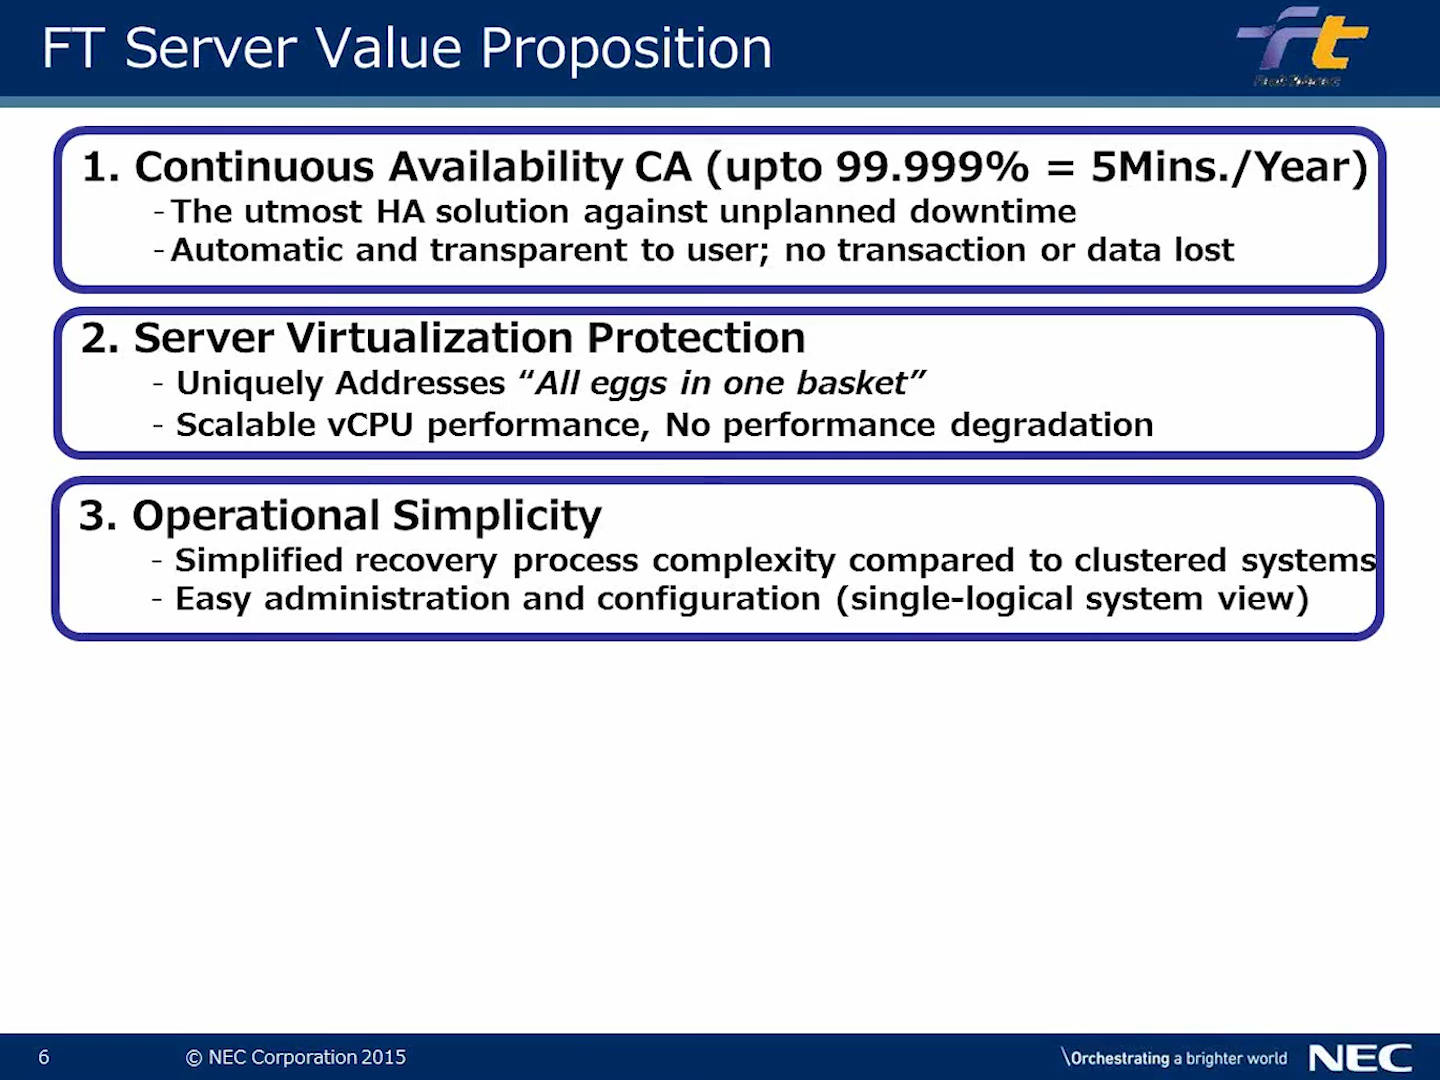 FT Server Value Proposition
Ft
1. Continuous Availability CA (upto 99.999% = 5Mins./Year)
- The utmost HA solution against unplanned downtime
- Automatic and transparent to user; no transaction or data lost
2. Server Virtualization Protection
- Uniquely Addresses “All eggs in one basket”
- Scalable vCPU performance, No performance degradation
3. Operational Simplicity
- Simplified recovery process complexity compared to clustered systems
- Easy administration and configuration (single-logical system view)
6
© NEC Corporation 2015
\Orchestrating a brighter world
NEC